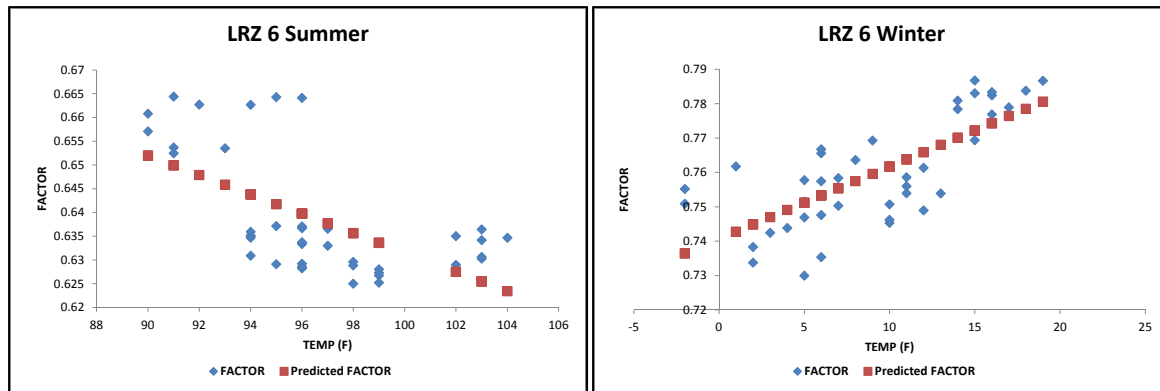 LRZ 6 Summer
0.67
0.665
0.66
0.655
0.65
0.645
0.64
0.635
0.63
0.625
0.62
FACTOR
88 90 92 94 96 98 100 102 104 106
TEMP (F)
FACTOR Predicted FACTOR
LRZ 6 Winter
0.79
0.78
0.77
0.76
0.75
0.74
0.73
0.72
FACTOR
-5 0 5 10 15 20 25
TEMP (F)
FACTOR Predicted FACTOR